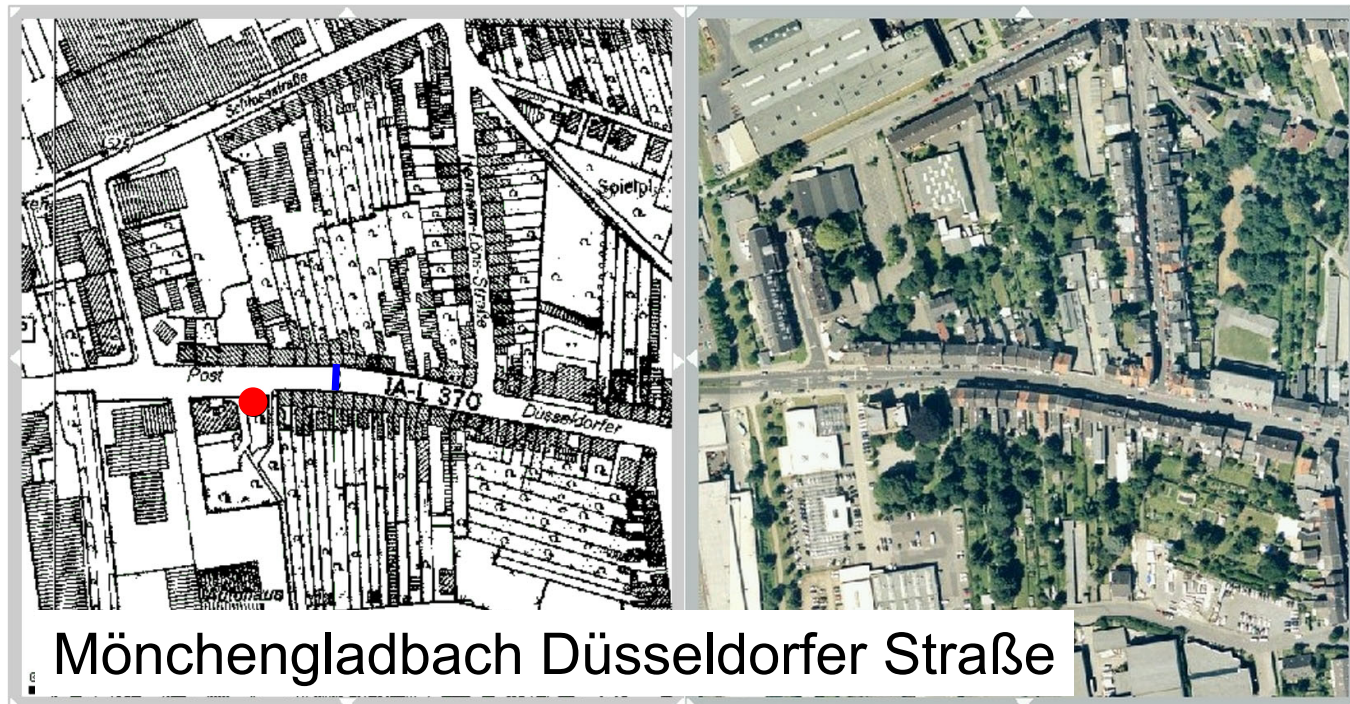 Schlossstraße
Spielpl.
Hermann-Löns-Straße
Post
IA-L 370
Düsseldorfer
Mönchengladbach Düsseldorfer Straße